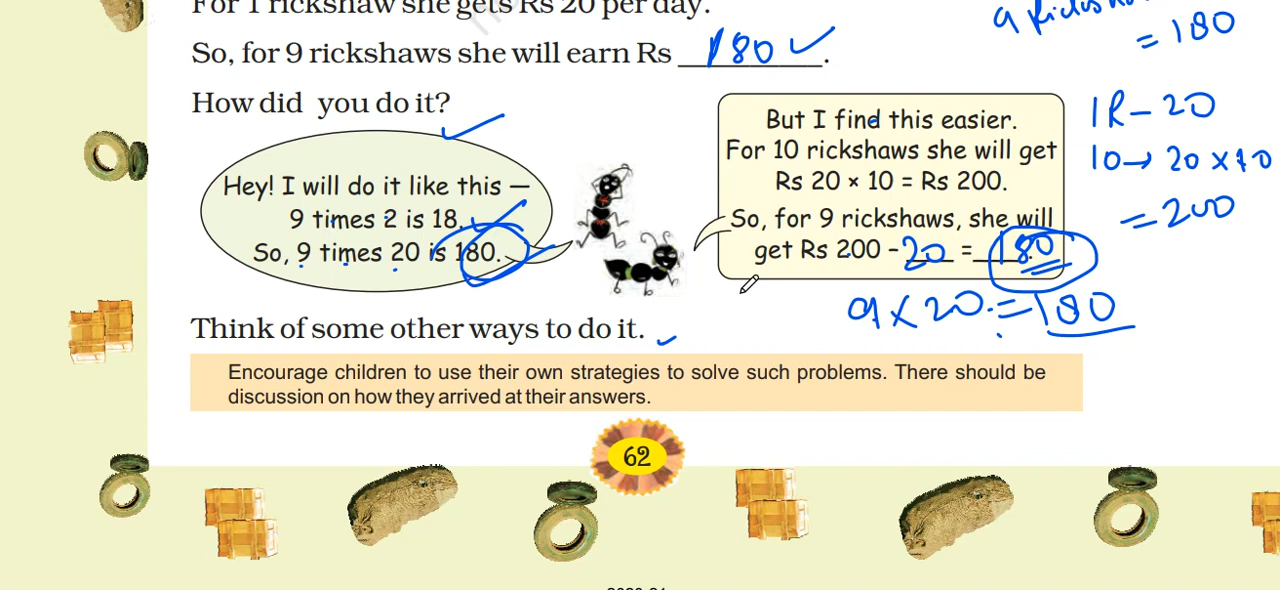 For 1 rickshaw she gets Rs 20 per day.
So, for 9 rickshaws she will earn Rs 180 ✓.
How did you do it?
Hey! I will do it like this —
9 times 2 is 18.
So, 9 times 20 is 180.
But I find this easier.
For 10 rickshaws she will get
Rs 20 × 10 = Rs 200.
So, for 9 rickshaws, she will
get Rs 200 - 20 = 180.
= 180
1R - 20
10 → 20 × 10
= 200
9 × 20 = 180
Think of some other ways to do it.
Encourage children to use their own strategies to solve such problems. There should be
discussion on how they arrived at their answers.
62